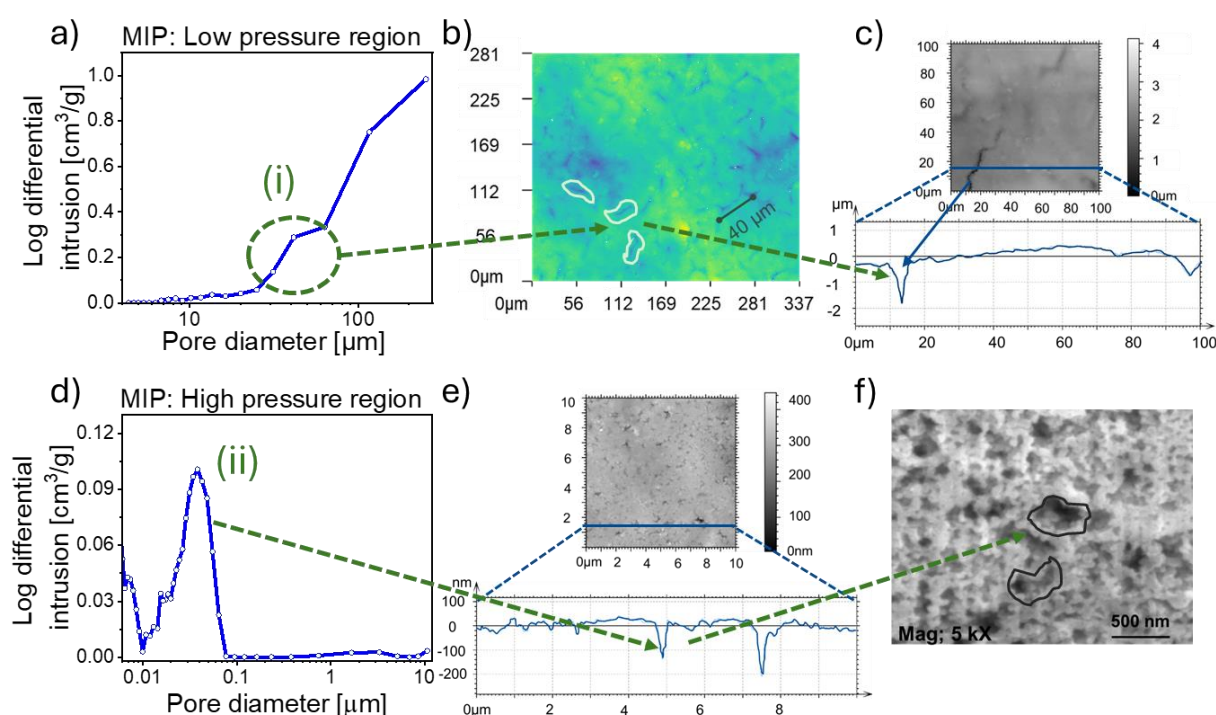 a)
MIP: Low pressure region
Log differential
intrusion [cm³/g]
1.0
0.8
0.6
0.4
0.2
0.0
10
100
Pore diameter [µm]
(i)
b)
281
225
169
112
56
0µm
0µm 56 112 169 225 281 337
40 µm
c)
100
80
60
40
20
0µm
0µm 20 40 60 80 100
4
3
2
1
0µm
µm
1
0
-1
-2
0µm 20 40 60 80 100
d)
MIP: High pressure region
Log differential
intrusion [cm³/g]
0.12
0.09
0.06
0.03
0.00
0.01 0.1 1 10
Pore diameter [µm]
(ii)
e)
10
8
6
4
2
0µm 2 4 6 8 10
400
300
200
100
0nm
nm
100
0
-100
-200
0µm 2 4 6 8
f)
Mag; 5 kX
500 nm